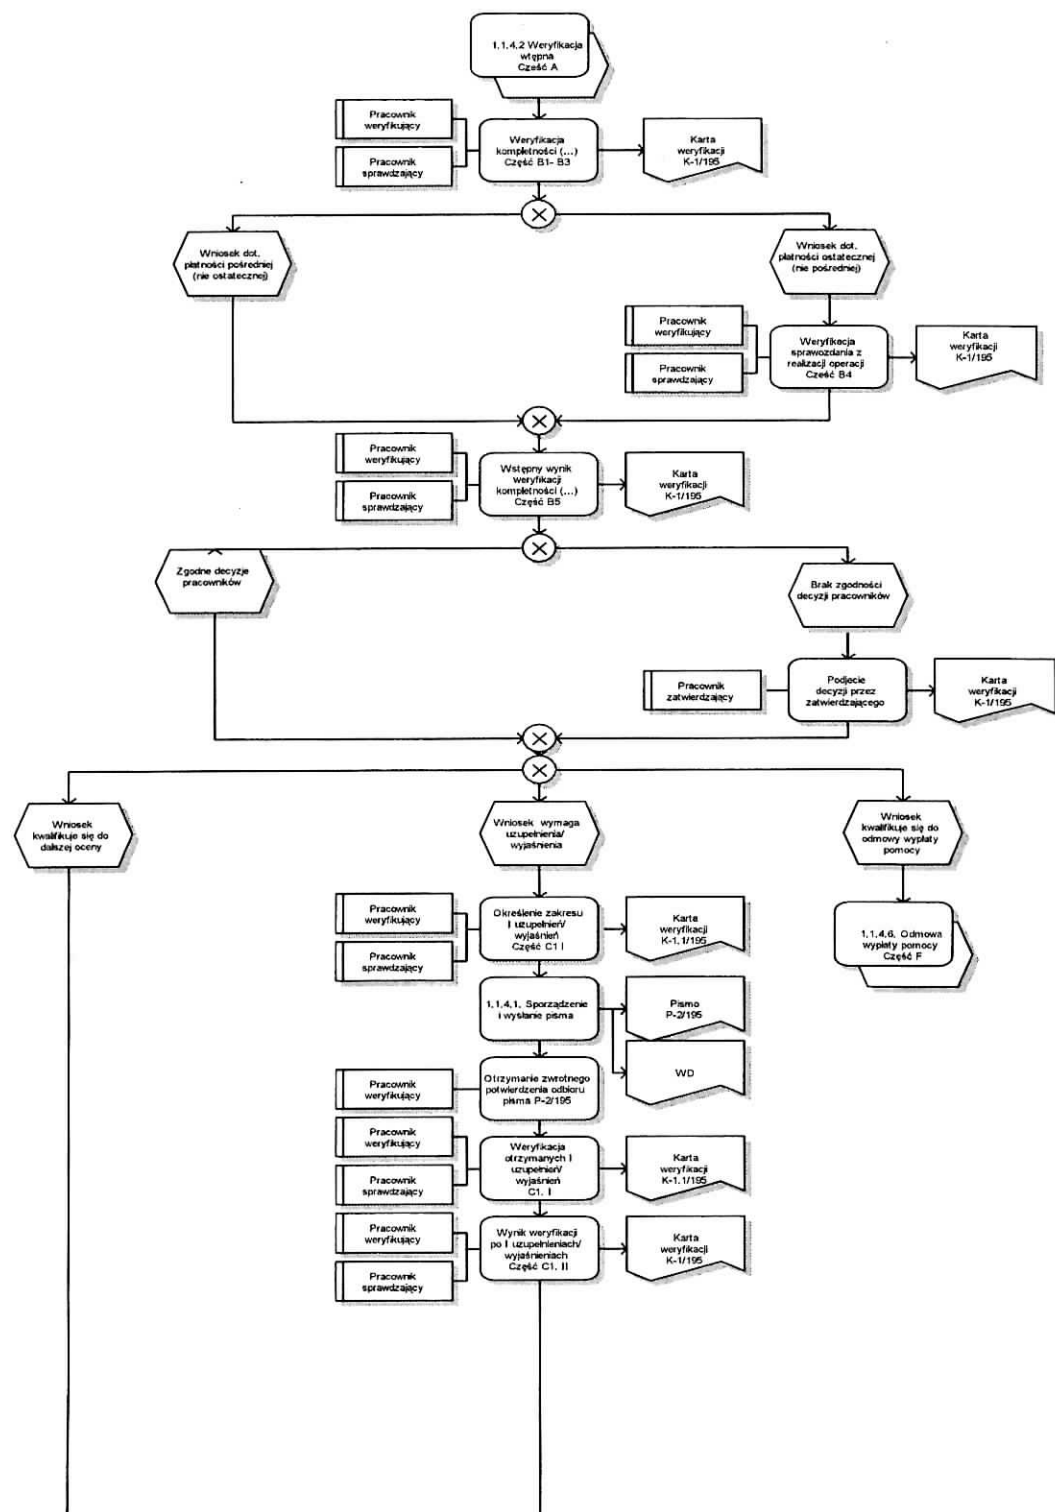 1.1.4.2 Weryfikacja
wtępna
Cześć A
Pracownik
weryfikujący
Pracownik
sprawdzający
Weryfikacja
kompletności (...)
Część B1- B3
Karta
weryfikacji
K-1/195
Wniosek dot.
płatności pośredniej
(nie ostatecznej)
Wniosek dot.
płatności ostatecznej
(nie pośredniej)
Pracownik
weryfikujący
Pracownik
sprawdzający
Weryfikacja
sprawozdania z
realizacji operacji
Cześć B4
Karta
weryfikacji
K-1/195
Pracownik
weryfikujący
Pracownik
sprawdzający
Wstępny wynik
weryfikacji
kompletności (...)
Część B5
Karta
weryfikacji
K-1/195
Zgodne decyzje
pracowników
Brak zgodności
decyzji pracowników
Pracownik
zatwierdzający
Podjecie
decyzji przez
zatwierdzającego
Karta
weryfikacji
K-1/195
Wniosek
kwalifikuje się do
dalszej oceny
Wniosek wymaga
uzupełnienia/
wyjaśnienia
Wniosek
kwalifikuje się do
odmowy wypłaty
pomocy
Pracownik
weryfikujący
Pracownik
sprawdzający
Określenie zakresu
I uzupełnień/
wyjaśnień
Część C1 I
Karta
weryfikacji
K-1.1/195
1.1.4.6. Odmowa
wypłaty pomocy
Część F
1.1.4.1. Sporządzenie
i wysłanie pisma
Pismo
P-2/195
WD
Pracownik
weryfikujący
Otrzymanie zwrotnego
potwierdzenia odbioru
pisma P-2/195
Pracownik
weryfikujący
Pracownik
sprawdzający
Weryfikacja
otrzymanych I
uzupełnień/
wyjaśnień
C1. I
Karta
weryfikacji
K-1.1/195
Pracownik
weryfikujący
Pracownik
sprawdzający
Wynik weryfikacji
po I uzupełnieniach/
wyjaśnieniach
Część C1. II
Karta
weryfikacji
K-1/195